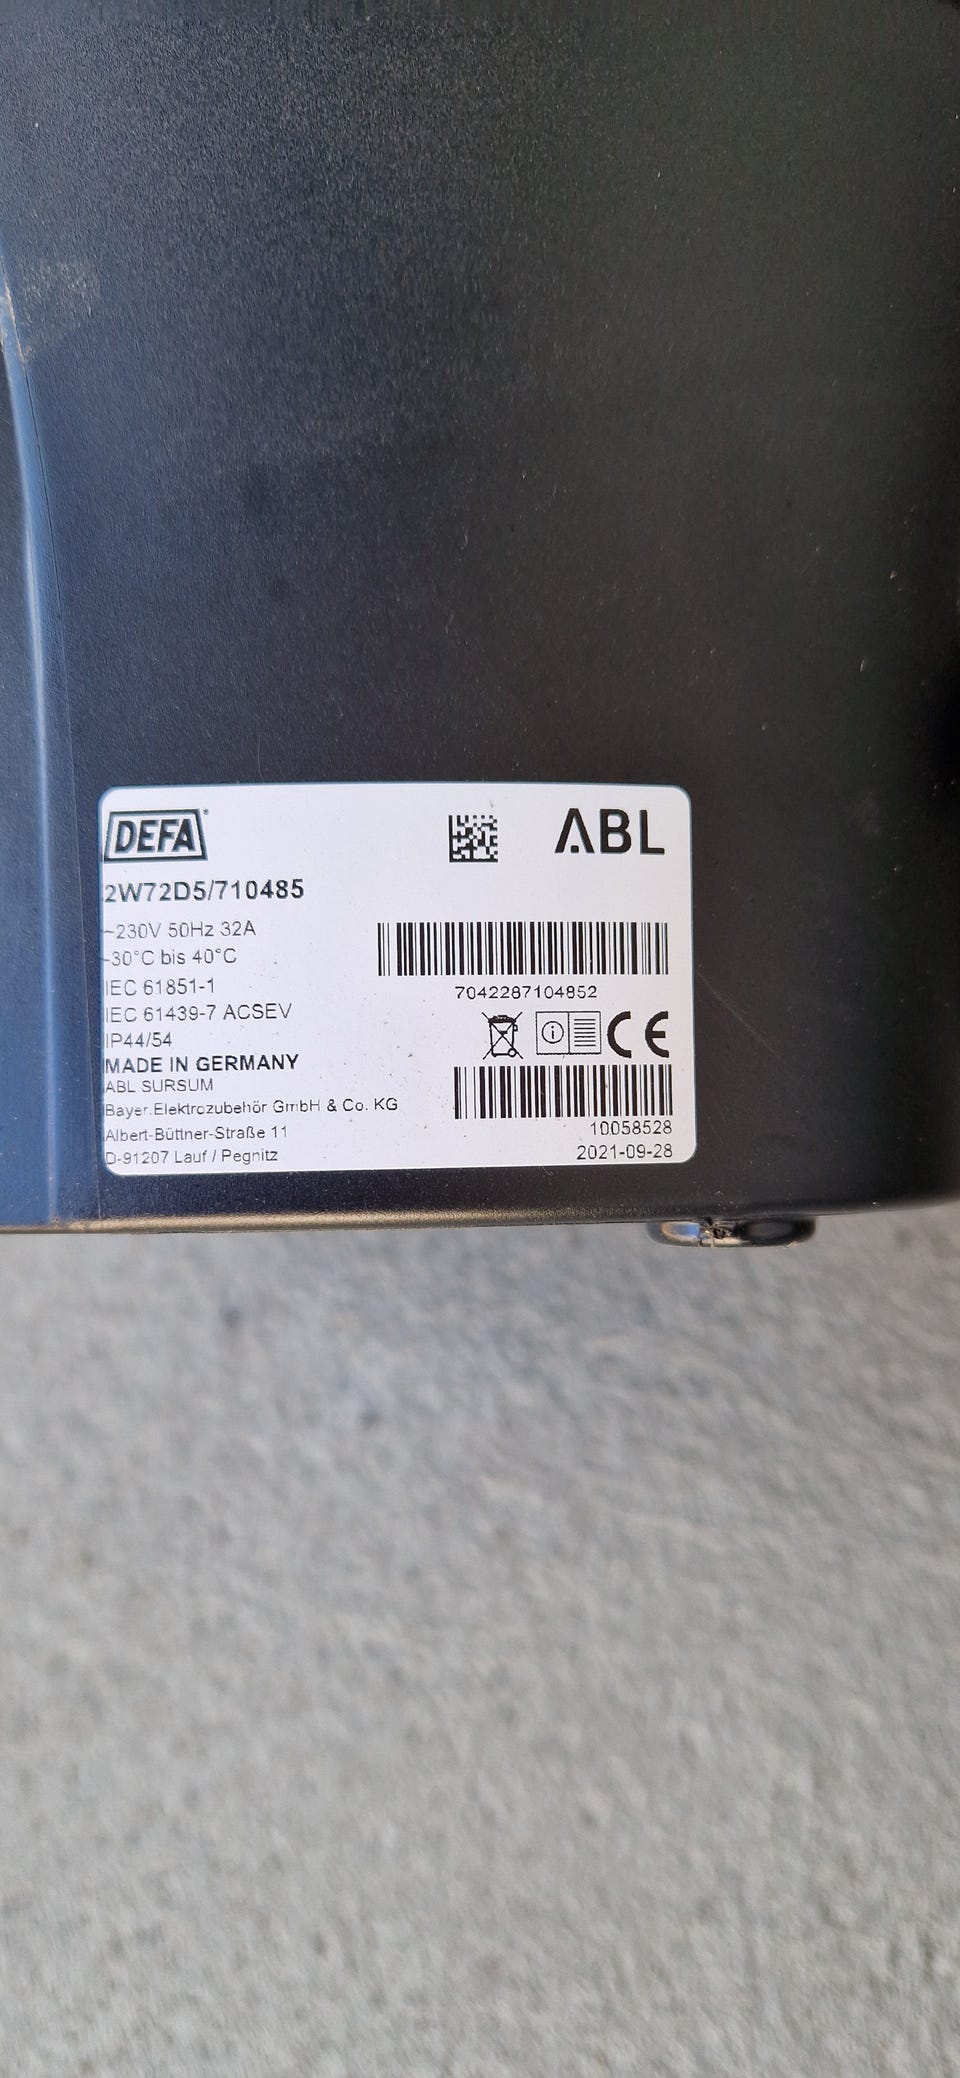 DEFA
ABL
2W72D5/710485
~230V 50Hz 32A
-30°C bis 40°C
IEC 61851-1
IEC 61439-7 ACSEV
IP44/54
7042287104852
CE
MADE IN GERMANY
ABL SURSUM
Bayer.Elektrozubehör GmbH & Co. KG
Albert-Büttner-Straße 11
D-91207 Lauf / Pegnitz
10058528
2021-09-28